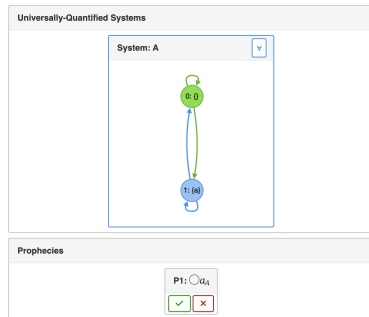 Universally-Quantified Systems
System: A
∀
0: {}
1: {a}
Prophecies
P1: ◯a_A